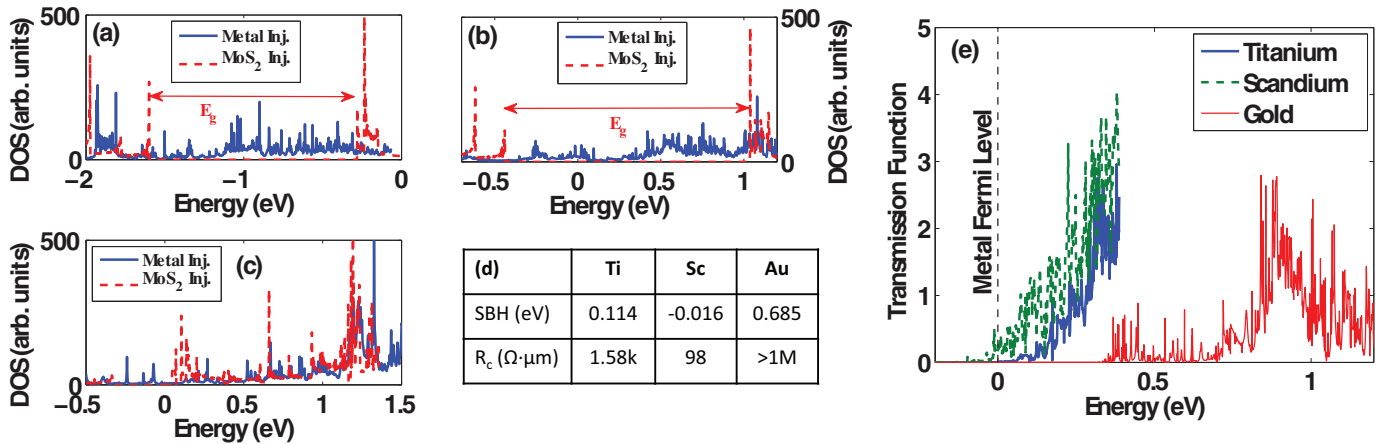 (a)
Metal Inj.
MoS2 Inj.
Eg
DOS (arb. units)
500
0
−2
−1
0
Energy (eV)
(b)
Metal Inj.
MoS2 Inj.
Eg
500
0
DOS (arb. units)
−0.5
0
0.5
1
Energy (eV)
(c)
Metal Inj.
MoS2 Inj.
DOS (arb. units)
500
0
−0.5
0
0.5
1
1.5
Energy (eV)
(d) Ti Sc Au
SBH (eV) 0.114 -0.016 0.685
Rc (Ω·μm) 1.58k 98 >1M
(e)
Titanium
Scandium
Gold
Metal Fermi Level
Transmission Function
5
4
3
2
1
0
0
0.5
1
Energy (eV)